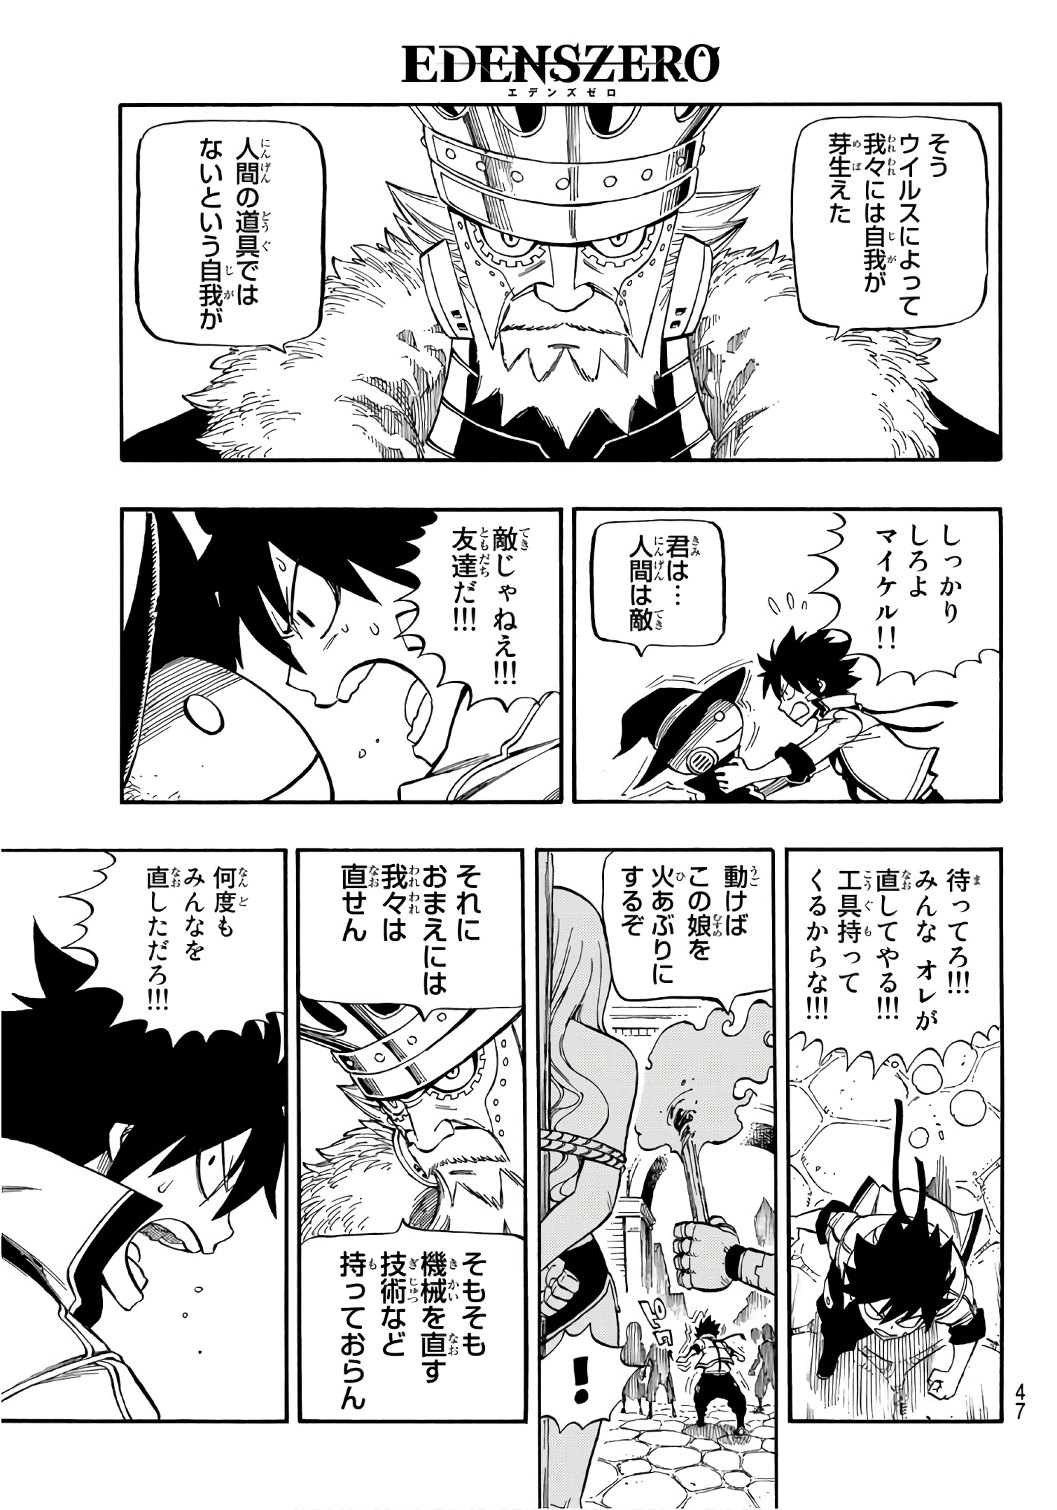 EDENSZERO
エデンズゼロ
そう
ウイルスによって
我々には自我が
芽生えた
人間の道具では
ないという自我が
しっかり
しろよ
マイケル!!
君は…
人間は敵
敵じゃねえ!!!
友達だ!!!
待ってろ!!!
みんな オレが
直してやる!!!
工具持って
くるからな!!!
動けば
この娘を
火あぶりに
するぞ
!
それに
おまえには
我々は
直せん
そもそも
機械を直す
技術など
持っておらん
何度も
みんなを
直しただろ!!!
47